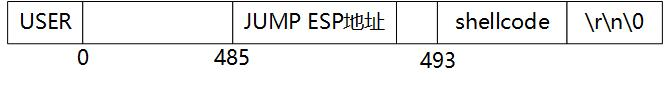 USER JUMP ESP地址 shellcode \r\n\0
0 485 493